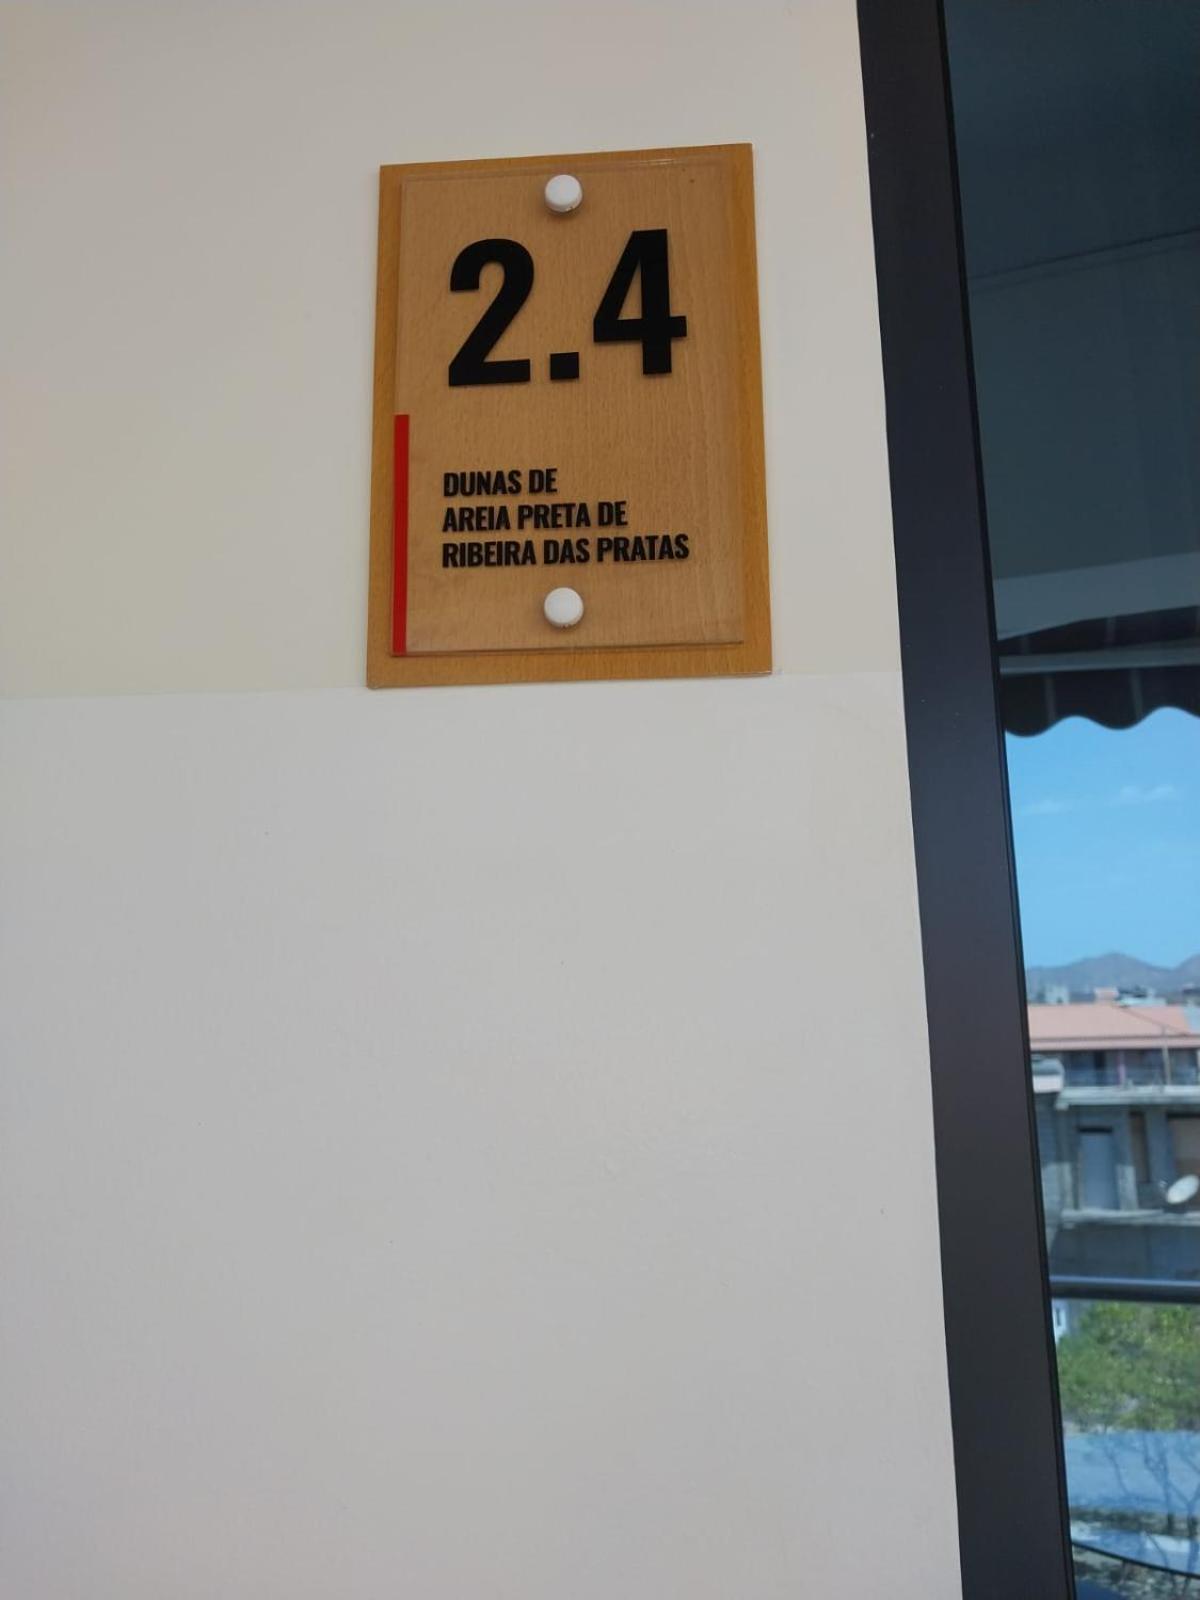 2.4
DUNAS DE
AREIA PRETA DE
RIBEIRA DAS PRATAS